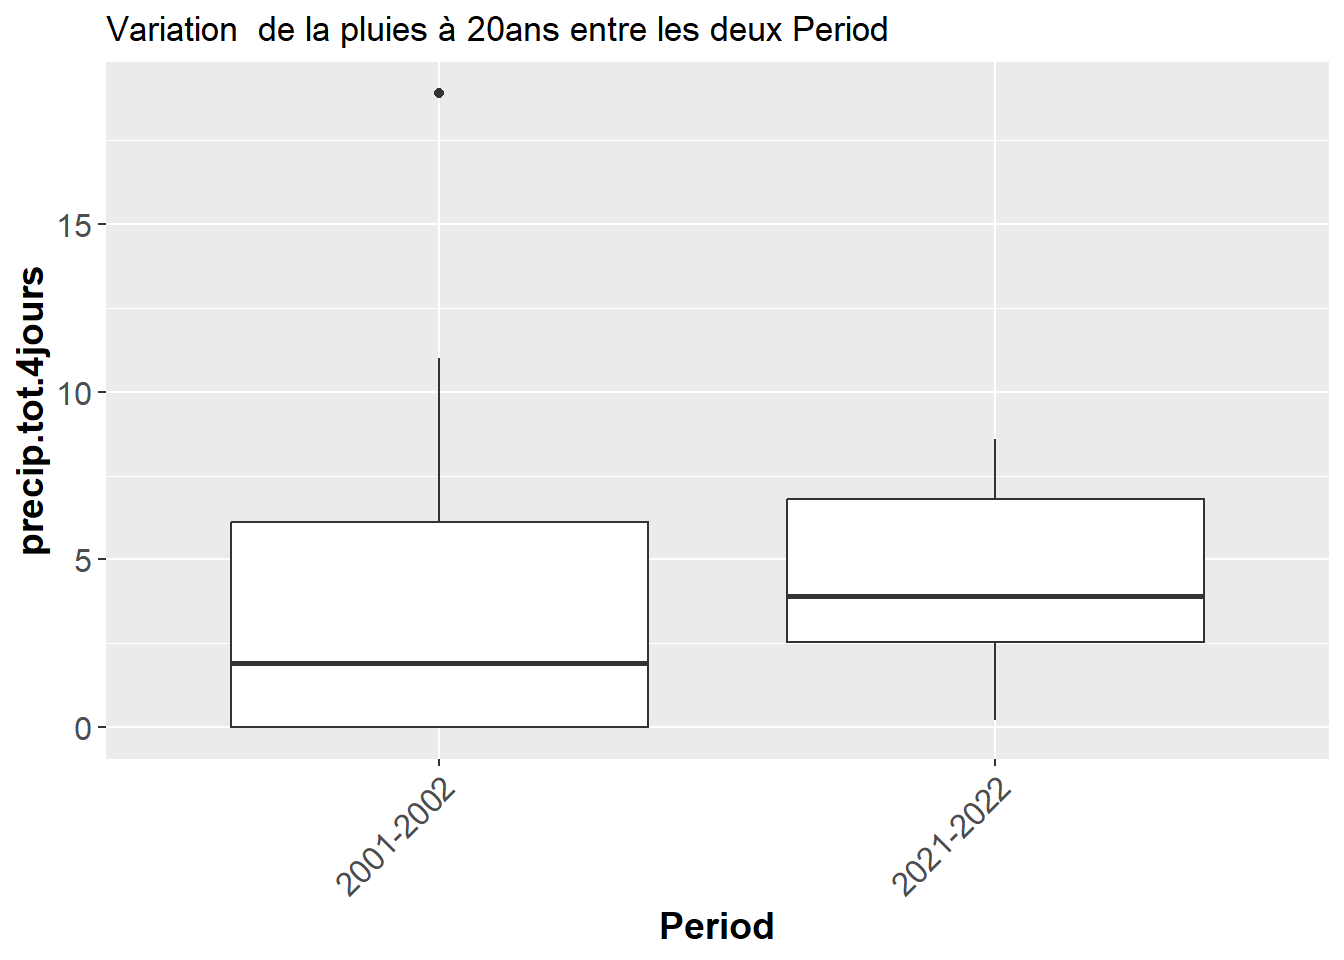 Variation  de la pluies à 20ans entre les deux Period
precip.tot.4jours
15
10
5
0
2001-2002
2021-2022
Period